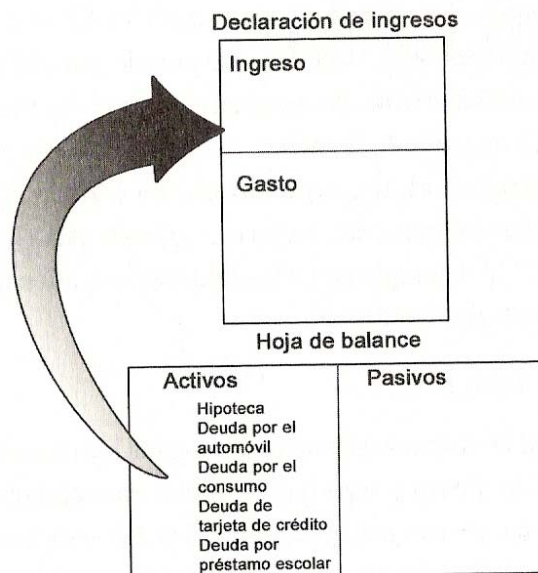 Declaración de ingresos
Ingreso
Gasto
Hoja de balance
Activos
Hipoteca
Deuda por el
automóvil
Deuda por el
consumo
Deuda de
tarjeta de crédito
Deuda por
préstamo escolar
Pasivos